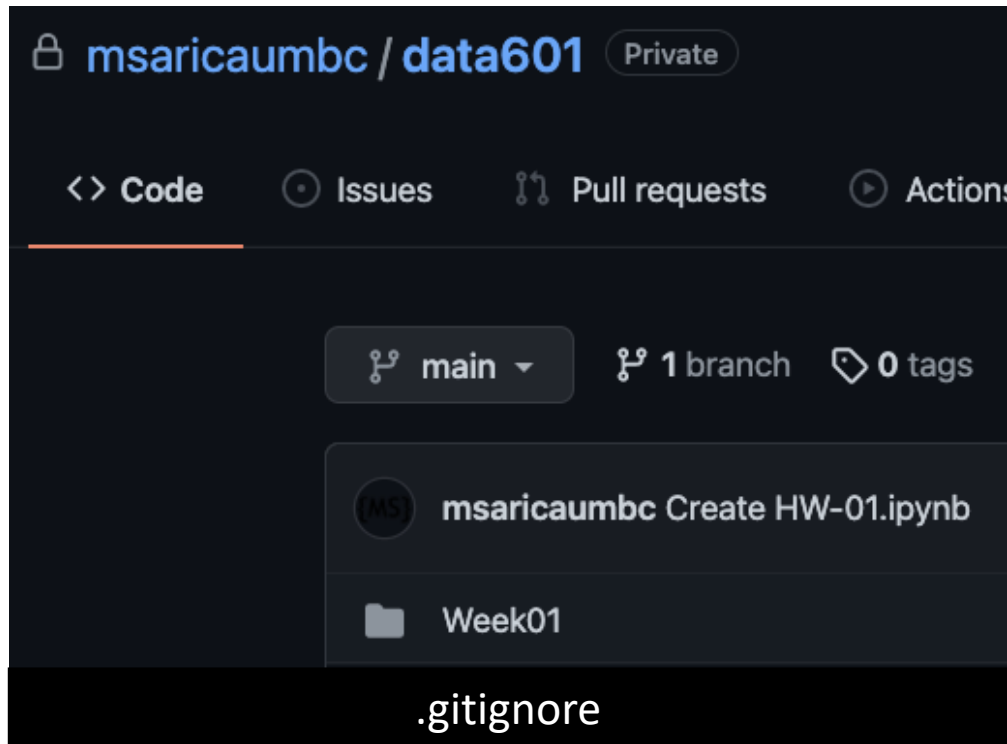 msaricaumbc / data601 Private
<> Code Issues Pull requests Actions
main 1 branch 0 tags
{MS} msaricaumbc Create HW-01.ipynb
Week01
.gitignore